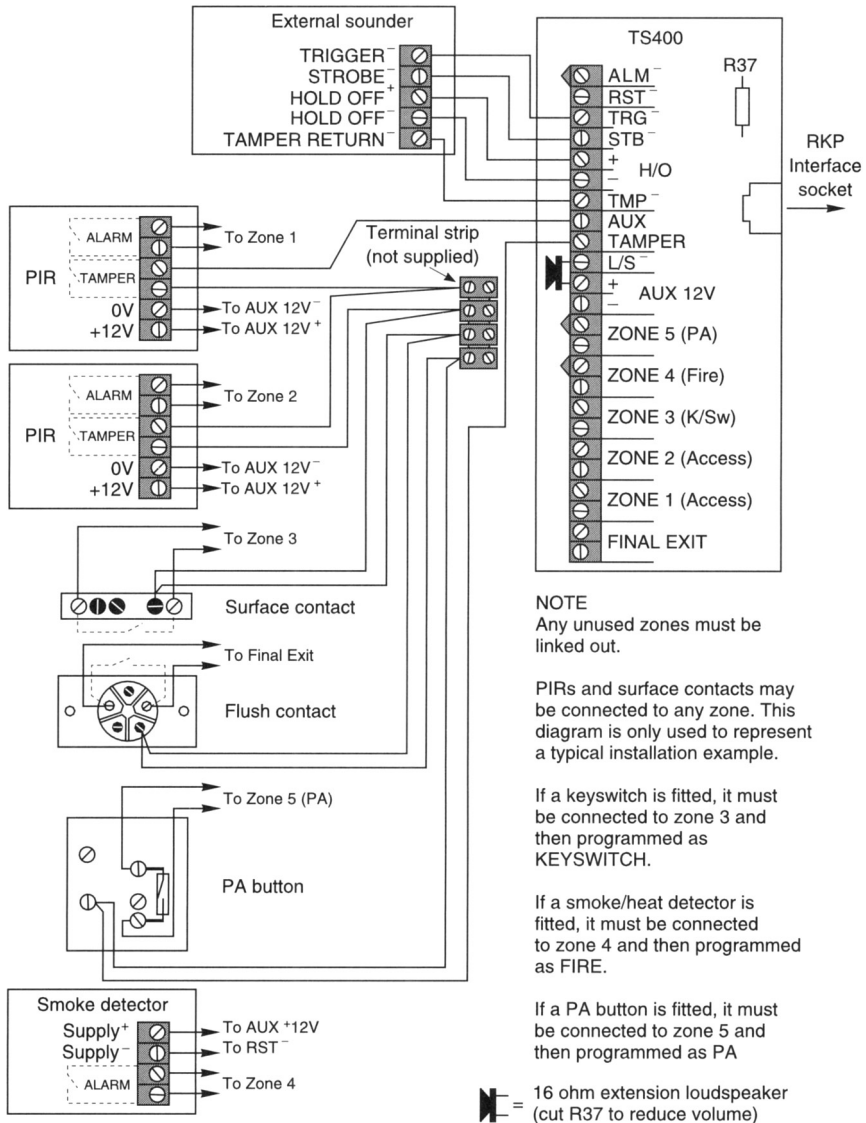 External sounder
TRIGGER⁻
STROBE⁻
HOLD OFF⁺
HOLD OFF⁻
TAMPER RETURN⁻
TS400
R37
ALM⁻
RST⁻
TRG⁻
STB⁻
+
−
H/O
TMP⁻
AUX
TAMPER
L/S⁻
+
−
AUX 12V
ZONE 5 (PA)
ZONE 4 (Fire)
ZONE 3 (K/Sw)
ZONE 2 (Access)
ZONE 1 (Access)
FINAL EXIT
RKP
Interface
socket
PIR
ALARM
TAMPER
0V
+12V
To Zone 1
To AUX 12V⁻
To AUX 12V⁺
Terminal strip
(not supplied)
PIR
ALARM
TAMPER
0V
+12V
To Zone 2
To AUX 12V⁻
To AUX 12V⁺
To Zone 3
Surface contact
To Final Exit
Flush contact
To Zone 5 (PA)
PA button
Smoke detector
Supply⁺
Supply⁻
ALARM
To AUX ⁺12V
To RST⁻
To Zone 4
NOTE
Any unused zones must be
linked out.
PIRs and surface contacts may
be connected to any zone. This
diagram is only used to represent
a typical installation example.
If a keyswitch is fitted, it must
be connected to zone 3 and
then programmed as
KEYSWITCH.
If a smoke/heat detector is
fitted, it must be connected
to zone 4 and then programmed
as FIRE.
If a PA button is fitted, it must
be connected to zone 5 and
then programmed as PA
= 16 ohm extension loudspeaker
(cut R37 to reduce volume)